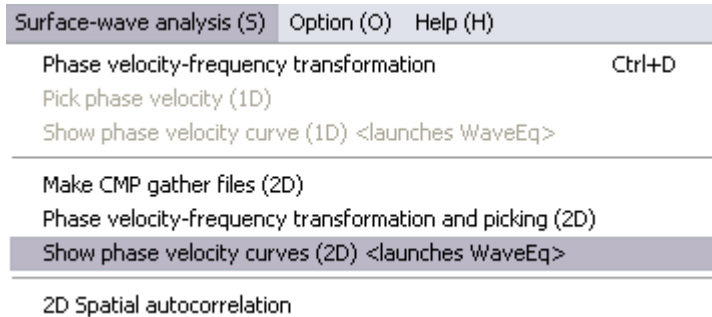 Surface-wave analysis (S) Option (O) Help (H)
Phase velocity-frequency transformation Ctrl+D
Pick phase velocity (1D)
Show phase velocity curve (1D) <launches WaveEq>
Make CMP gather files (2D)
Phase velocity-frequency transformation and picking (2D)
Show phase velocity curves (2D) <launches WaveEq>
2D Spatial autocorrelation